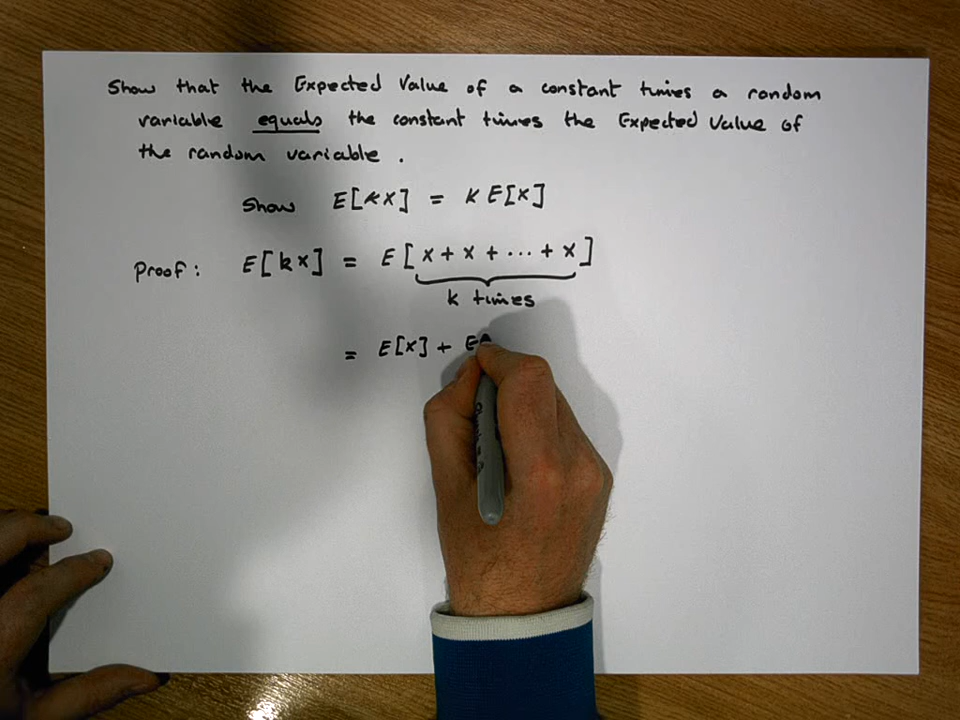 Show that the Expected Value of a constant times a random
variable equals the constant times the Expected Value of
the random variable.
Show E[kX] = k E[X]
Proof: E[kX] = E[X + X + ... + X]
k times
= E[X] + E